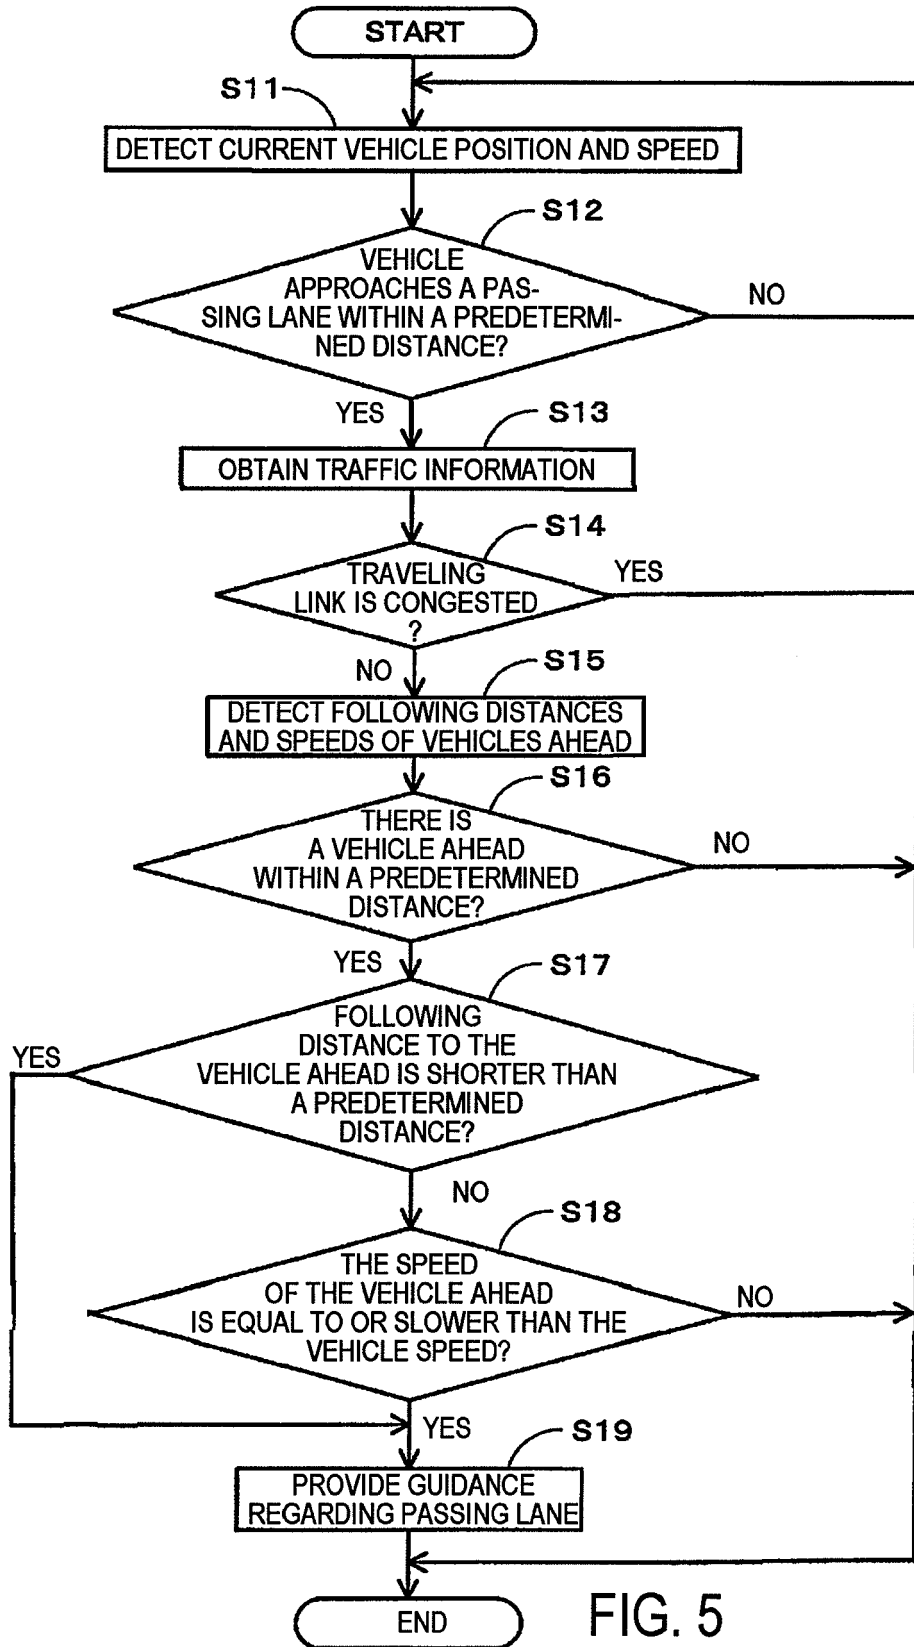 START
S11
DETECT CURRENT VEHICLE POSITION AND SPEED
S12
VEHICLE
APPROACHES A PAS-
SING LANE WITHIN A PREDETERMI-
NED DISTANCE?
NO
YES
S13
OBTAIN TRAFFIC INFORMATION
S14
TRAVELING
LINK IS CONGESTED
?
YES
NO
S15
DETECT FOLLOWING DISTANCES
AND SPEEDS OF VEHICLES AHEAD
S16
THERE IS
A VEHICLE AHEAD
WITHIN A PREDETERMINED
DISTANCE?
NO
YES
S17
FOLLOWING
DISTANCE TO THE
VEHICLE AHEAD IS SHORTER THAN
A PREDETERMINED
DISTANCE?
YES
NO
S18
THE SPEED
OF THE VEHICLE AHEAD
IS EQUAL TO OR SLOWER THAN THE
VEHICLE SPEED?
NO
YES
S19
PROVIDE GUIDANCE
REGARDING PASSING LANE
END
FIG. 5